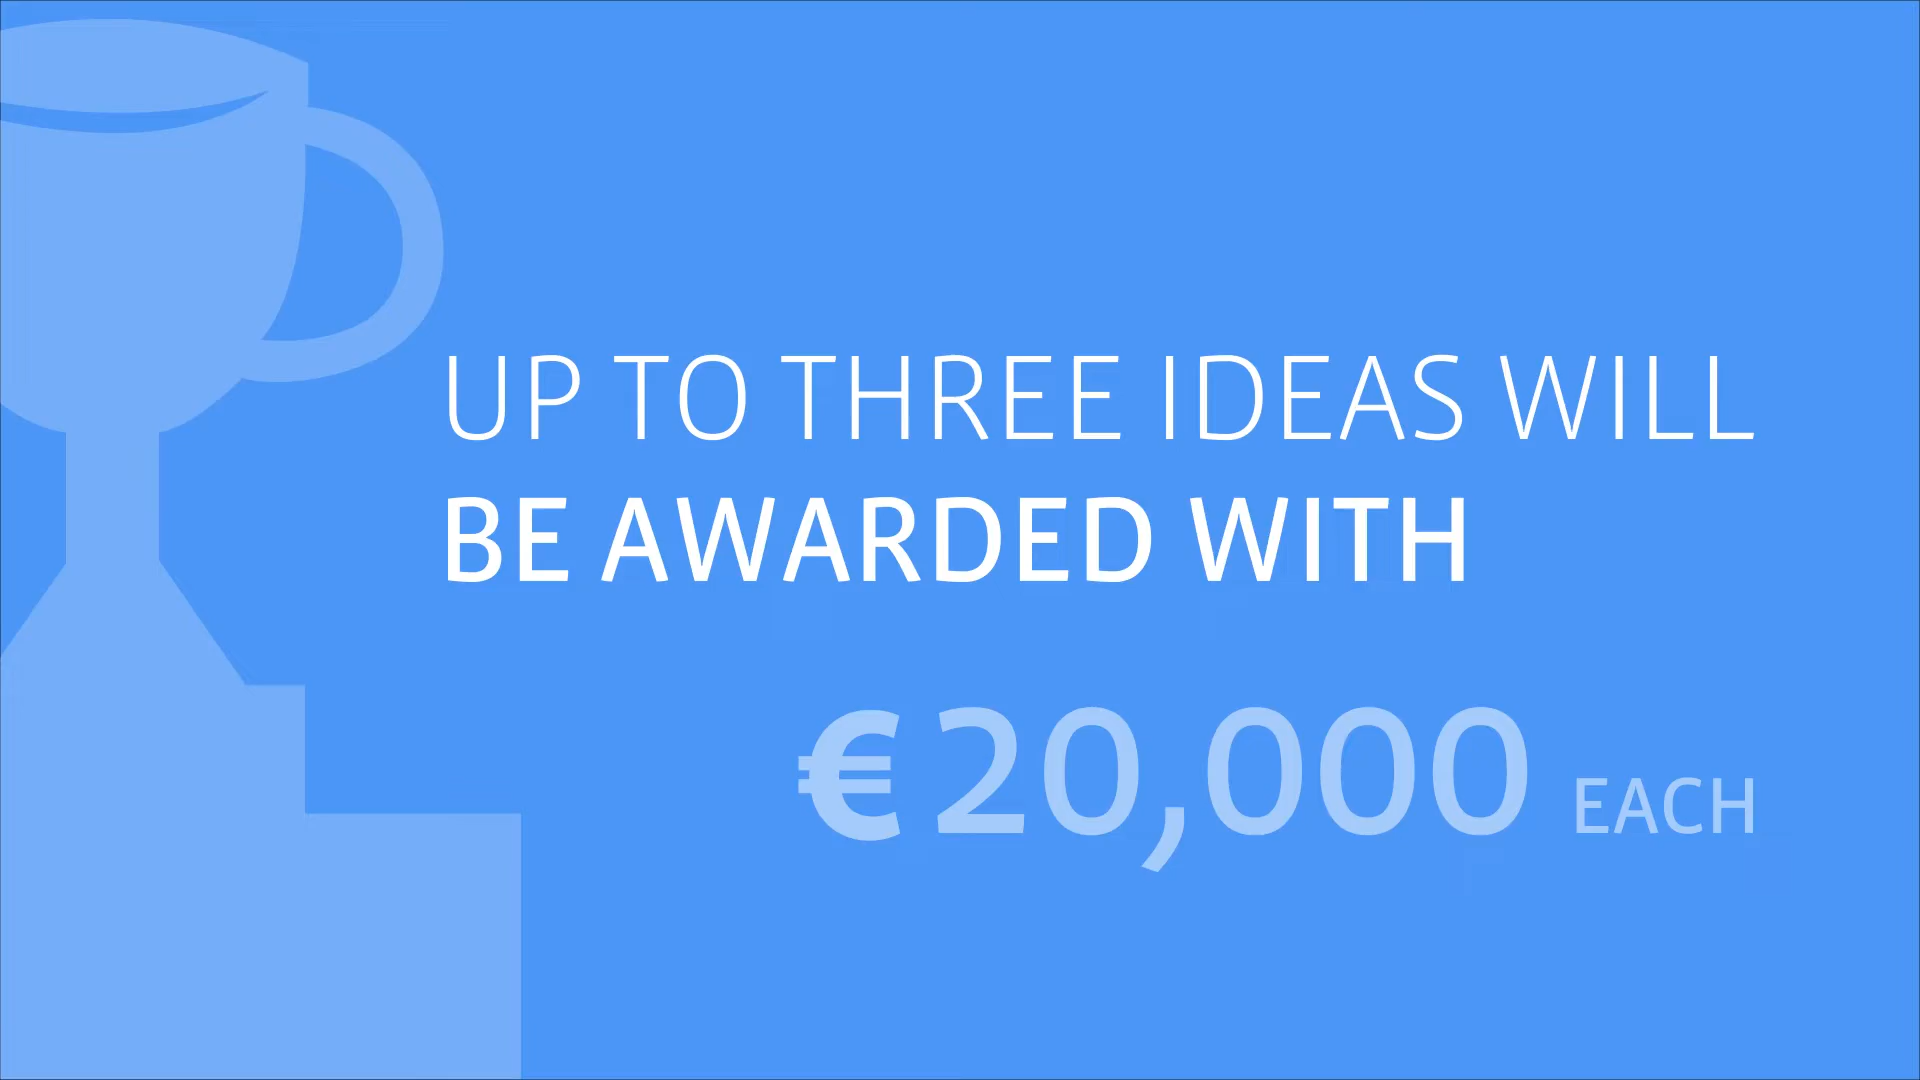 UP TO THREE IDEAS WILL
BE AWARDED WITH
€20,000 EACH